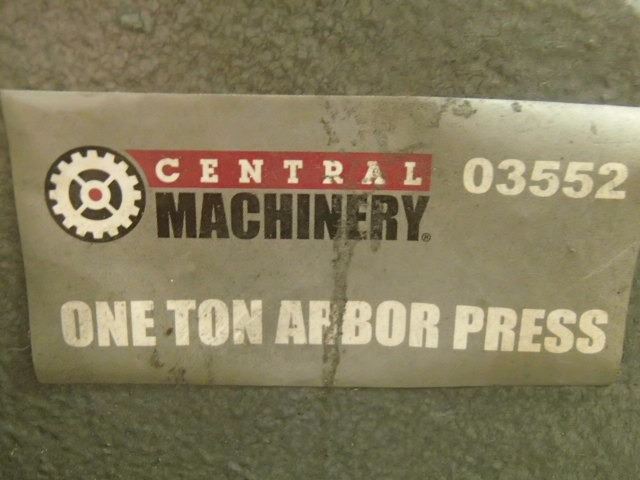 CENTRAL
MACHINERY®
03552
ONE TON ARBOR PRESS